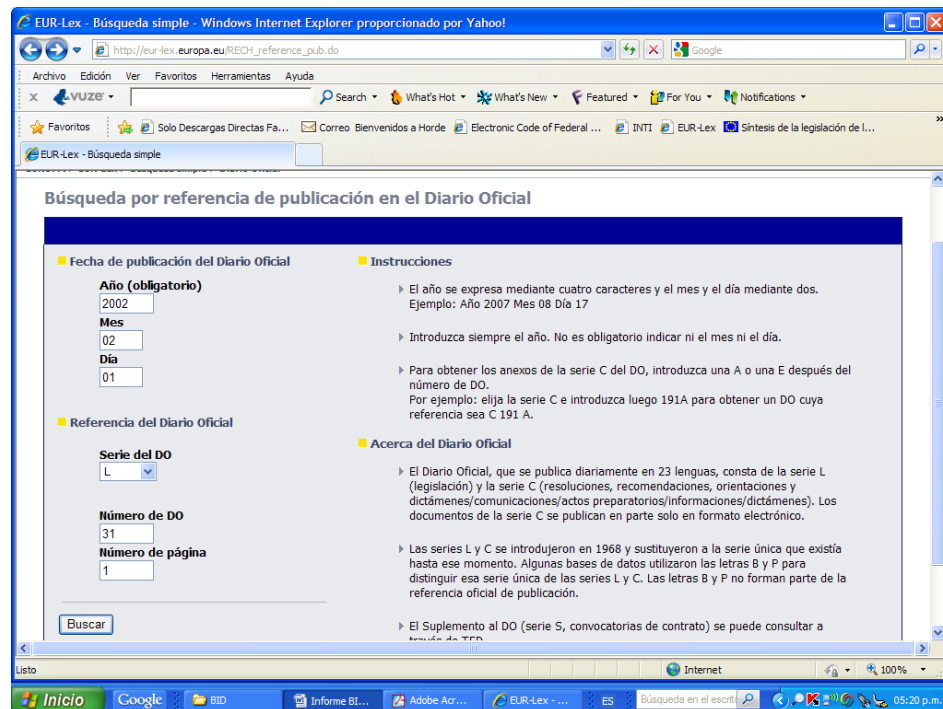 EUR-Lex - Búsqueda simple - Windows Internet Explorer proporcionado por Yahoo!
http://eur-lex.europa.eu/RECH_reference_pub.do
Google
Archivo Edición Ver Favoritos Herramientas Ayuda
x vuze Search What's Hot What's New Featured For You Notifications
Favoritos Solo Descargas Directas Fa... Correo Bienvenidos a Horde Electronic Code of Federal ... INTI EUR-Lex Síntesis de la legislación de l... »
EUR-Lex - Búsqueda simple
Búsqueda por referencia de publicación en el Diario Oficial
Fecha de publicación del Diario Oficial
Año (obligatorio)
2002
Mes
02
Día
01
Referencia del Diario Oficial
Serie del DO
L
Número de DO
31
Número de página
1
Buscar
Instrucciones
El año se expresa mediante cuatro caracteres y el mes y el día mediante dos.
Ejemplo: Año 2007 Mes 08 Día 17
Introduzca siempre el año. No es obligatorio indicar ni el mes ni el día.
Para obtener los anexos de la serie C del DO, introduzca una A o una E después del
número de DO.
Por ejemplo: elija la serie C e introduzca luego 191A para obtener un DO cuya
referencia sea C 191 A.
Acerca del Diario Oficial
El Diario Oficial, que se publica diariamente en 23 lenguas, consta de la serie L
(legislación) y la serie C (resoluciones, recomendaciones, orientaciones y
dictámenes/comunicaciones/actos preparatorios/informaciones/dictámenes). Los
documentos de la serie C se publican en parte solo en formato electrónico.
Las series L y C se introdujeron en 1968 y sustituyeron a la serie única que existía
hasta ese momento. Algunas bases de datos utilizaron las letras B y P para
distinguir esa serie única de las series L y C. Las letras B y P no forman parte de la
referencia oficial de publicación.
El Suplemento al DO (serie S, convocatorias de contrato) se puede consultar a
través de TED
Listo Internet 100%
Inicio Google BID Informe BI... Adobe Acr... EUR-Lex - ... ES Búsqueda en el escrit 05:20 p.m.